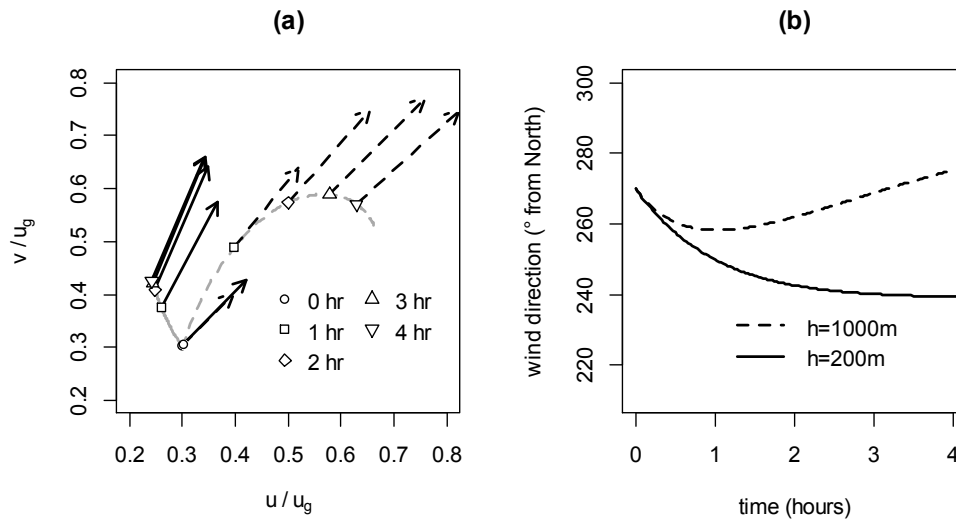 (a)
0.8
0.7
0.6
0.5
0.4
0.3
0.2
v / u_g
0 hr
1 hr
2 hr
3 hr
4 hr
0.2 0.3 0.4 0.5 0.6 0.7 0.8
u / u_g
(b)
300
280
260
240
220
wind direction (° from North)
h=1000m
h=200m
0 1 2 3 4
time (hours)